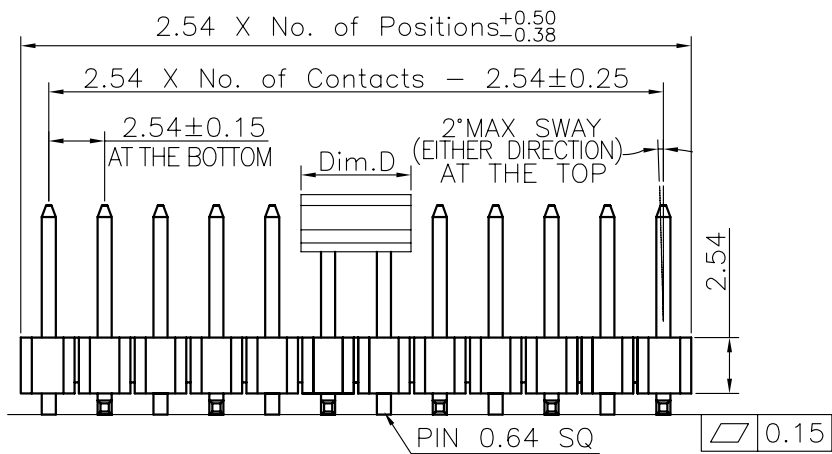 2.54 X No. of Positions+0.50 −0.38
2.54 X No. of Contacts − 2.54±0.25
2.54±0.15
AT THE BOTTOM
Dim.D
2°MAX SWAY
(EITHER DIRECTION)
AT THE TOP
2.54
PIN 0.64 SQ
0.15